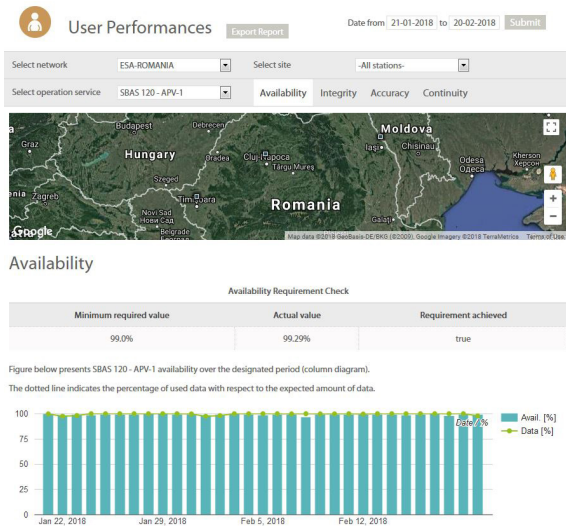 User Performances
Export Report
Date from 21-01-2018 to 20-02-2018 Submit
Select network ESA-ROMANIA Select site -All stations-
Select operation service SBAS 120 - APV-1 Availability Integrity Accuracy Continuity
Budapest Debrecen Moldova
Graz
Hungary Oradea Cluj-Napoca Iași Chisinau
Târgu Mureș Odesa Одеса Kherson Херсон
Szeged
Zagreb Timișoara
Romania
Novi Sad Нови Сад
Galați
Belgrade
Google
Map data ©2018 GeoBasis-DE/BKG (©2009), Google Imagery ©2018 TerraMetrics Terms of Use
Availability
Availability Requirement Check
Minimum required value Actual value Requirement achieved
99.0% 99.29% true
Figure below presents SBAS 120 - APV-1 availability over the designated period (column diagram).
The dotted line indicates the percentage of used data with respect to the expected amount of data.
100
75
50
25
0
Date / %
Avail. [%]
Data [%]
Jan 22, 2018 Jan 29, 2018 Feb 5, 2018 Feb 12, 2018